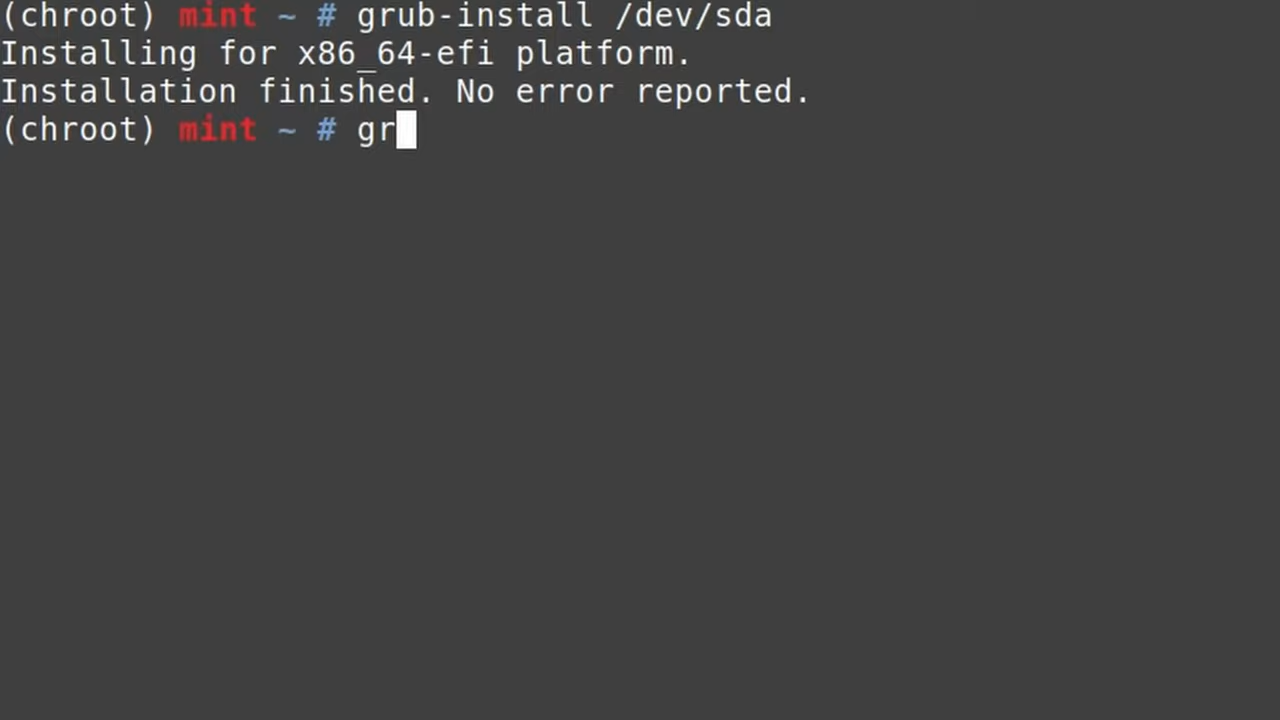 (chroot) mint ~ # grub-install /dev/sda
Installing for x86_64-efi platform.
Installation finished. No error reported.
(chroot) mint ~ # gr